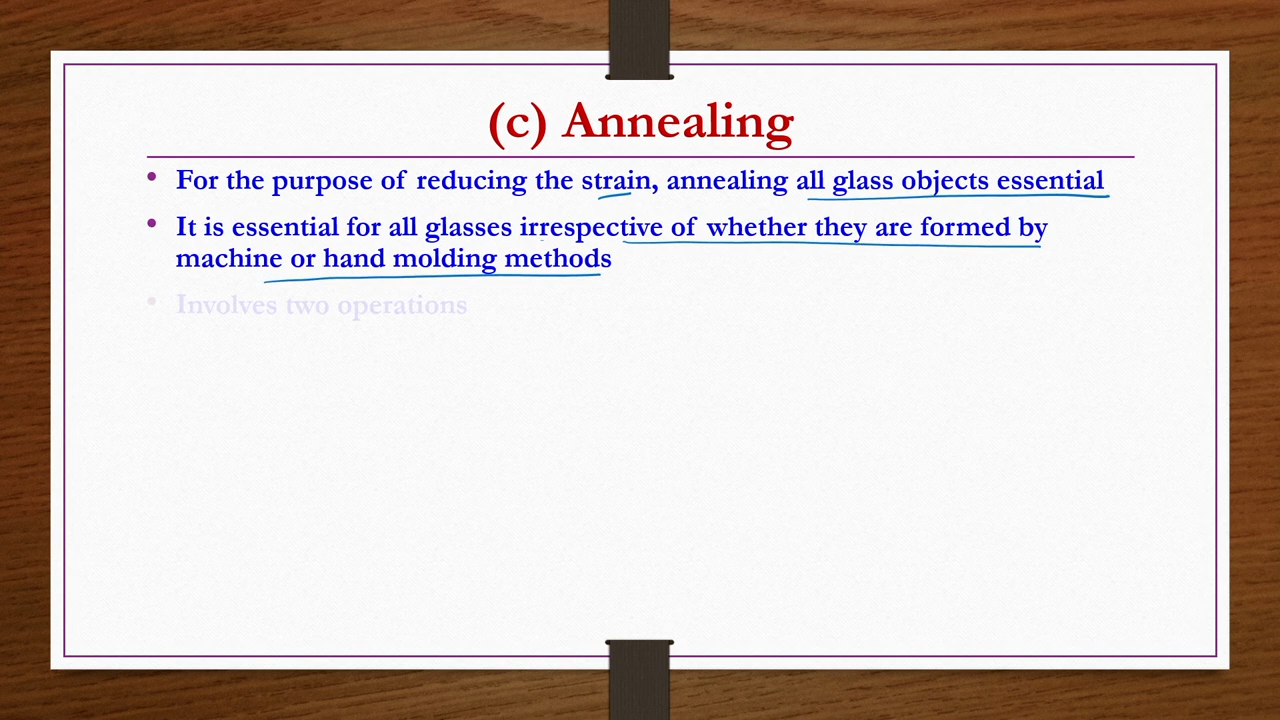 (c) Annealing
• For the purpose of reducing the strain, annealing all glass objects essential
• It is essential for all glasses irrespective of whether they are formed by
machine or hand molding methods
• Involves two operations